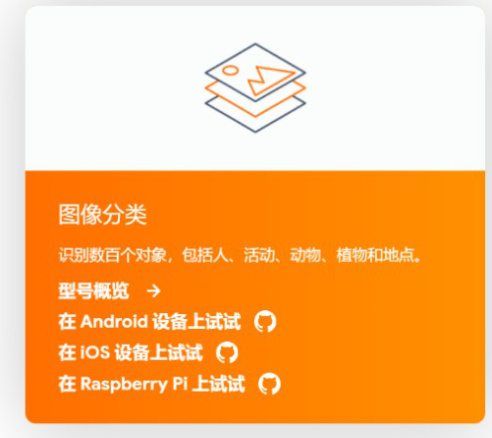 图像分类
识别数百个对象，包括人、活动、动物、植物和地点。
型号概览 →
在 Android 设备上试试
在 iOS 设备上试试
在 Raspberry Pi 上试试